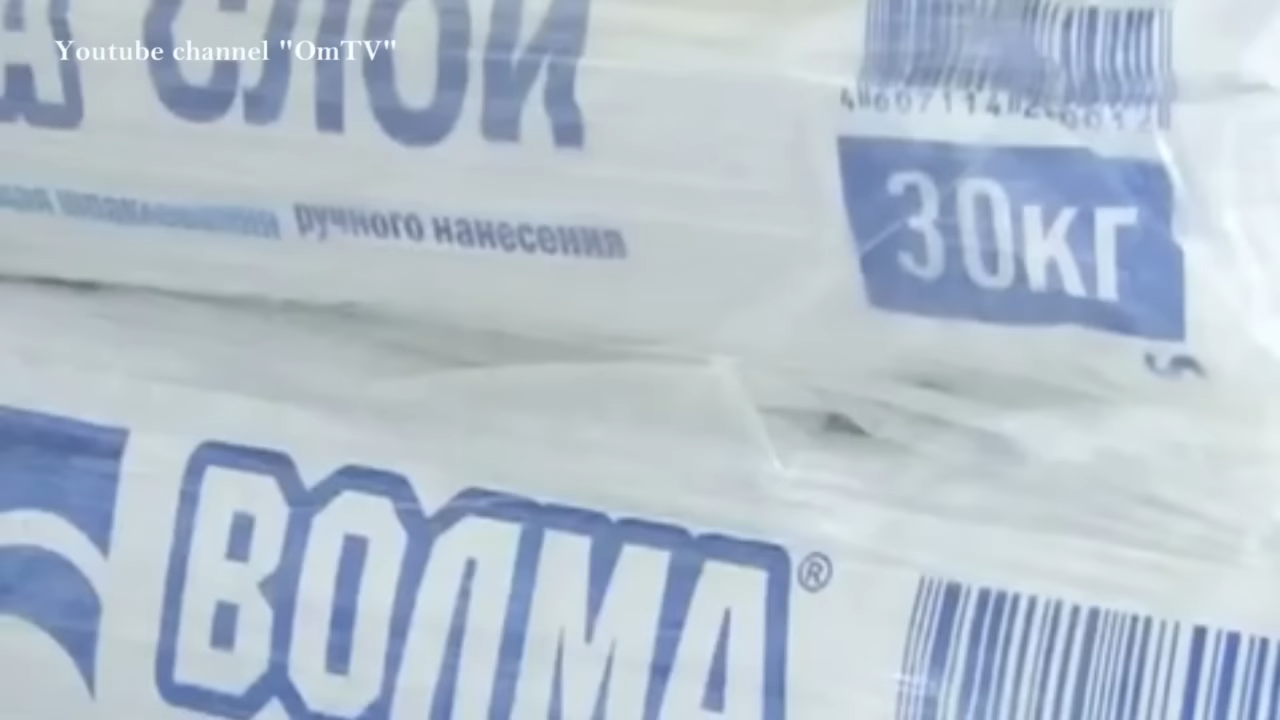 Youtube channel "OmTV"
СЛОЙ
30кг
ручного нанесения
ВОЛМА®